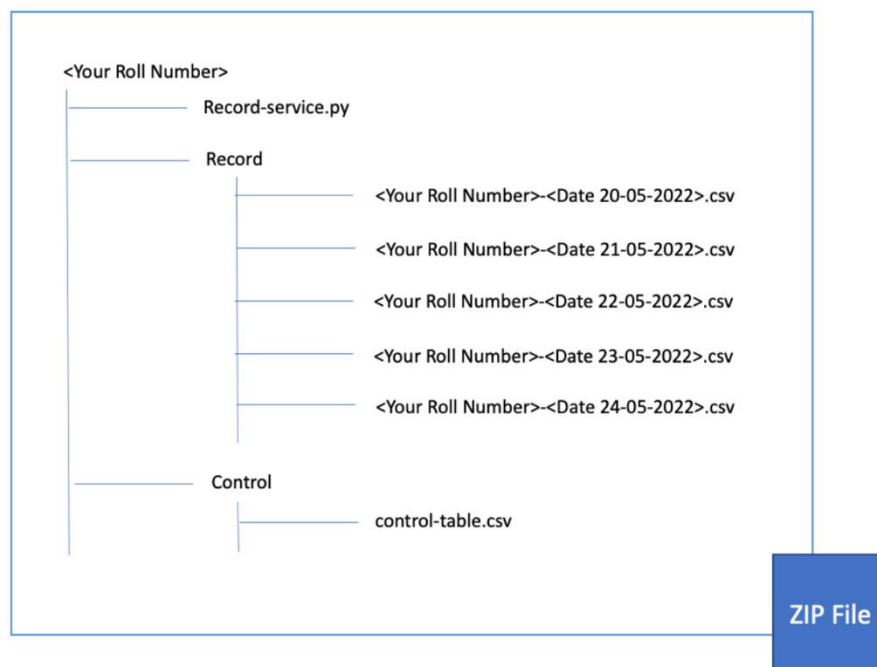 <Your Roll Number>
Record-service.py
Record
<Your Roll Number>-<Date 20-05-2022>.csv
<Your Roll Number>-<Date 21-05-2022>.csv
<Your Roll Number>-<Date 22-05-2022>.csv
<Your Roll Number>-<Date 23-05-2022>.csv
<Your Roll Number>-<Date 24-05-2022>.csv
Control
control-table.csv
ZIP File